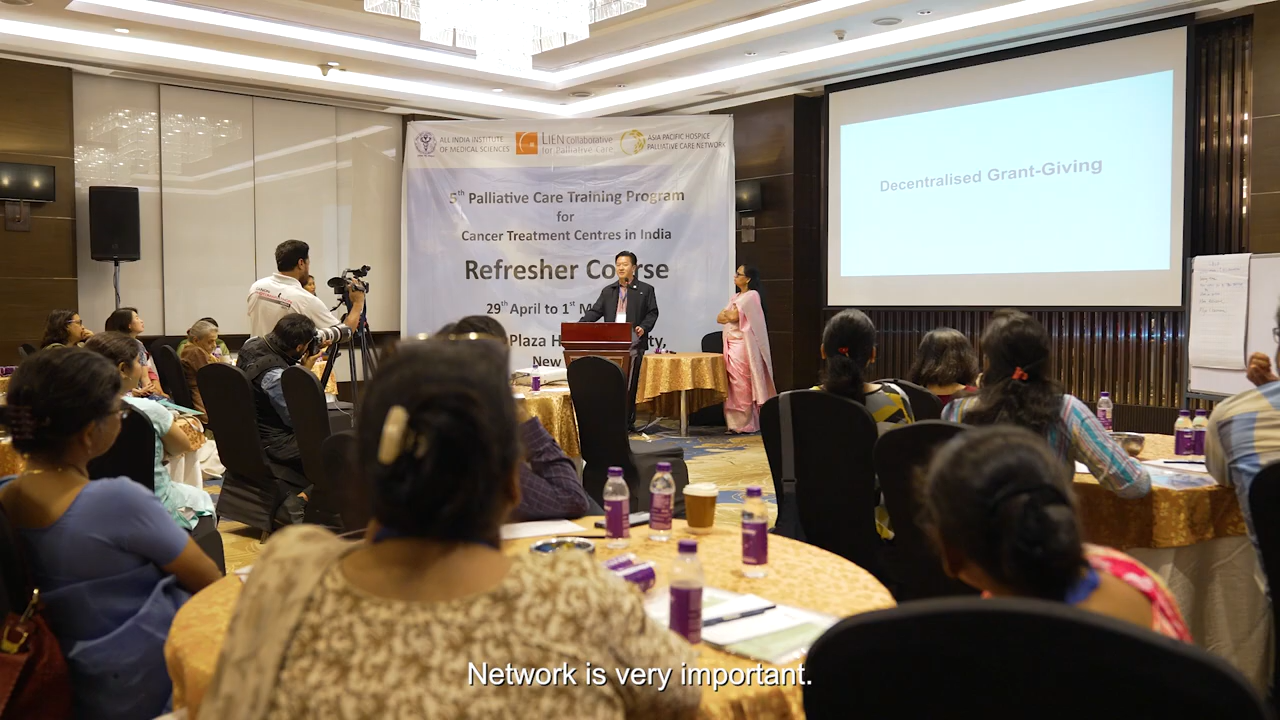 ALL INDIA INSTITUTE
OF MEDICAL SCIENCES
LIEN collaborative
for Palliative Care
ASIA PACIFIC HOSPICE
PALLIATIVE CARE NETWORK
5th Palliative Care Training Program
for
Cancer Treatment Centres in India
Refresher Course
29th April to 1st M
Plaza H
ty,
New
Decentralised Grant-Giving
Network is very important.